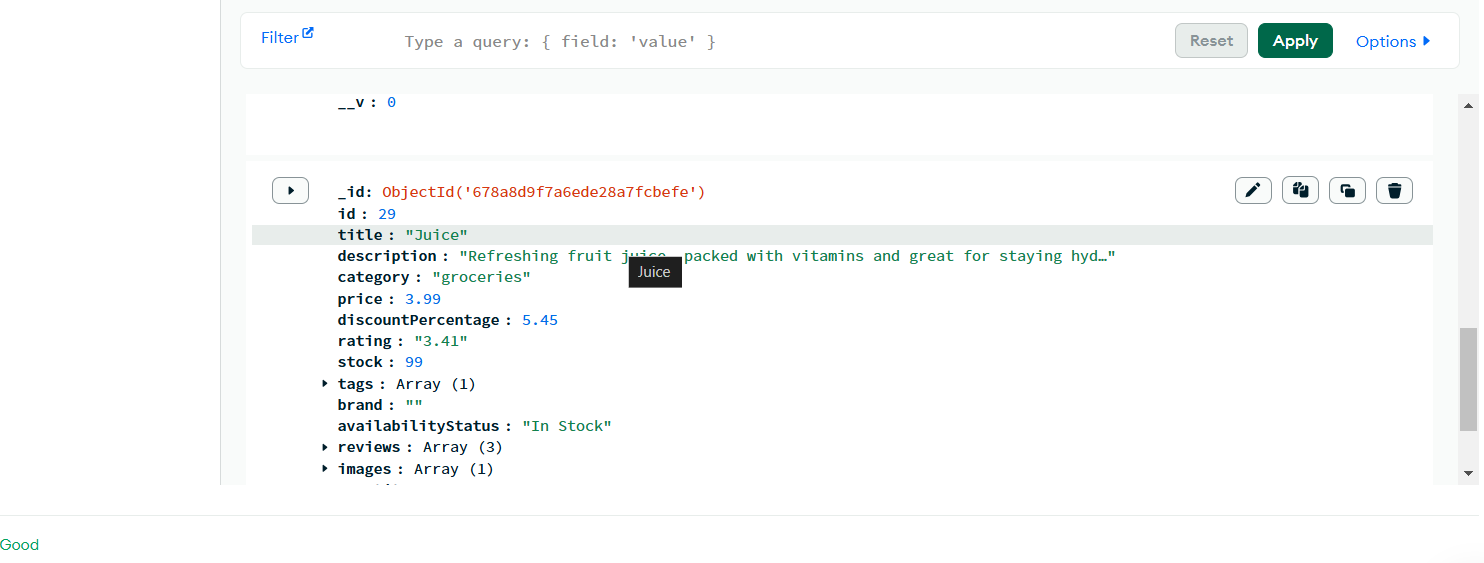 Filter
Type a query: { field: 'value' }
Reset
Apply
Options
__v : 0
_id: ObjectId('678a8d9f7a6ede28a7fcbefe')
id : 29
title : "Juice"
description : "Refreshing fruit juice, packed with vitamins and great for staying hyd…"
Juice
category : "groceries"
price : 3.99
discountPercentage : 5.45
rating : "3.41"
stock : 99
tags : Array (1)
brand : ""
availabilityStatus : "In Stock"
reviews : Array (3)
images : Array (1)
Good